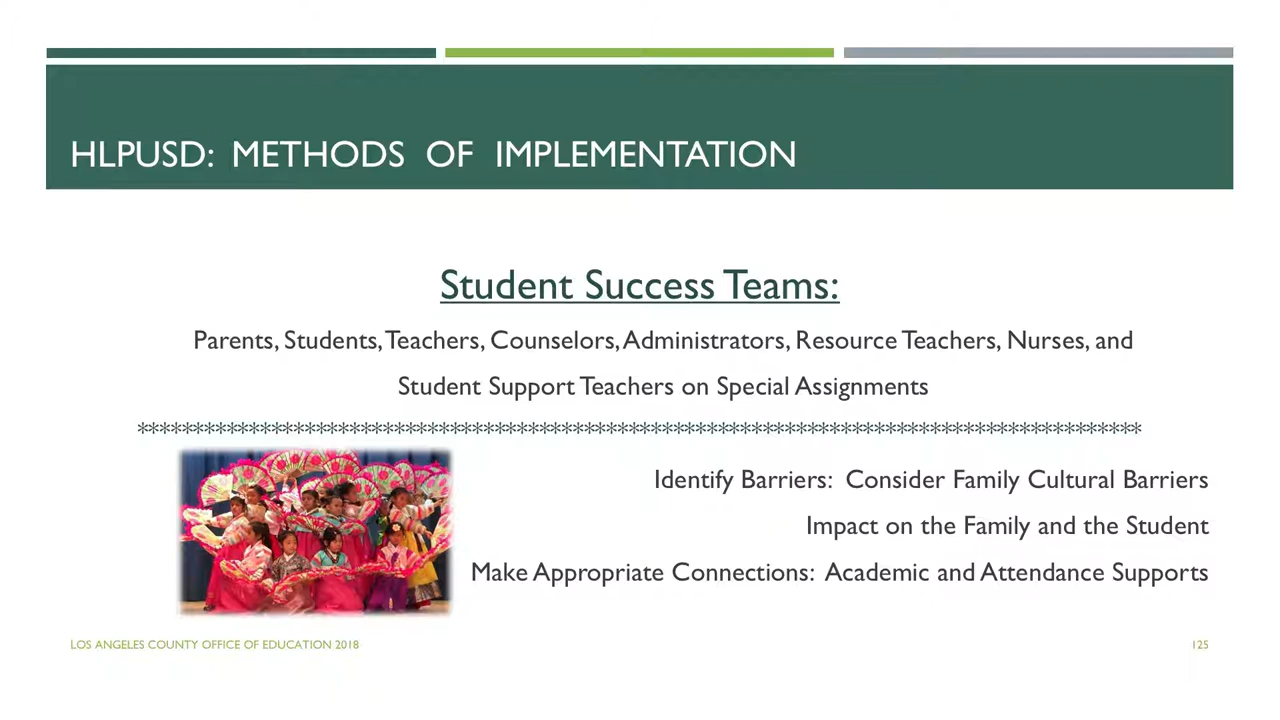 HLPUSD: METHODS OF IMPLEMENTATION
Student Success Teams:
Parents, Students, Teachers, Counselors, Administrators, Resource Teachers, Nurses, and
Student Support Teachers on Special Assignments
******************************************************************************************
Identify Barriers: Consider Family Cultural Barriers
Impact on the Family and the Student
Make Appropriate Connections: Academic and Attendance Supports
LOS ANGELES COUNTY OFFICE OF EDUCATION 2018
125